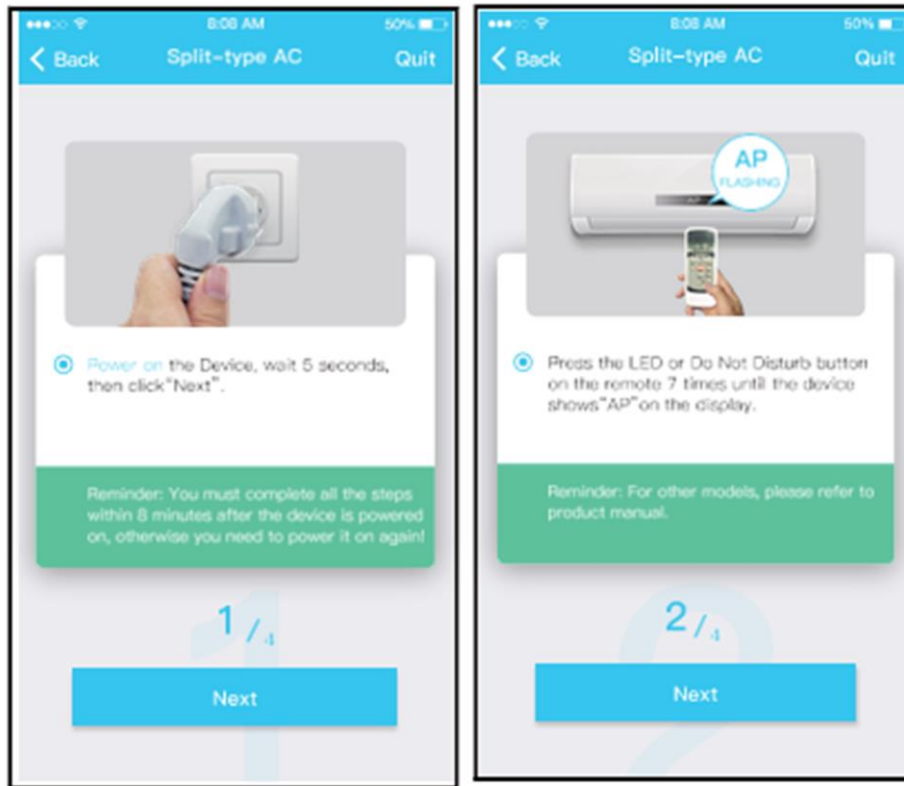 8:08 AM
50%
Back
Split-type AC
Quit
Power on the Device, wait 5 seconds,
then click"Next".
Reminder: You must complete all the steps
within 8 minutes after the device is powered
on, otherwise you need to power it on again!
1/4
1
Next
8:08 AM
50%
Back
Split-type AC
Quit
AP
FLASHING
AP
Press the LED or Do Not Disturb button
on the remote 7 times until the device
shows"AP"on the display.
Reminder: For other models, please refer to
product manual.
2/4
2
Next